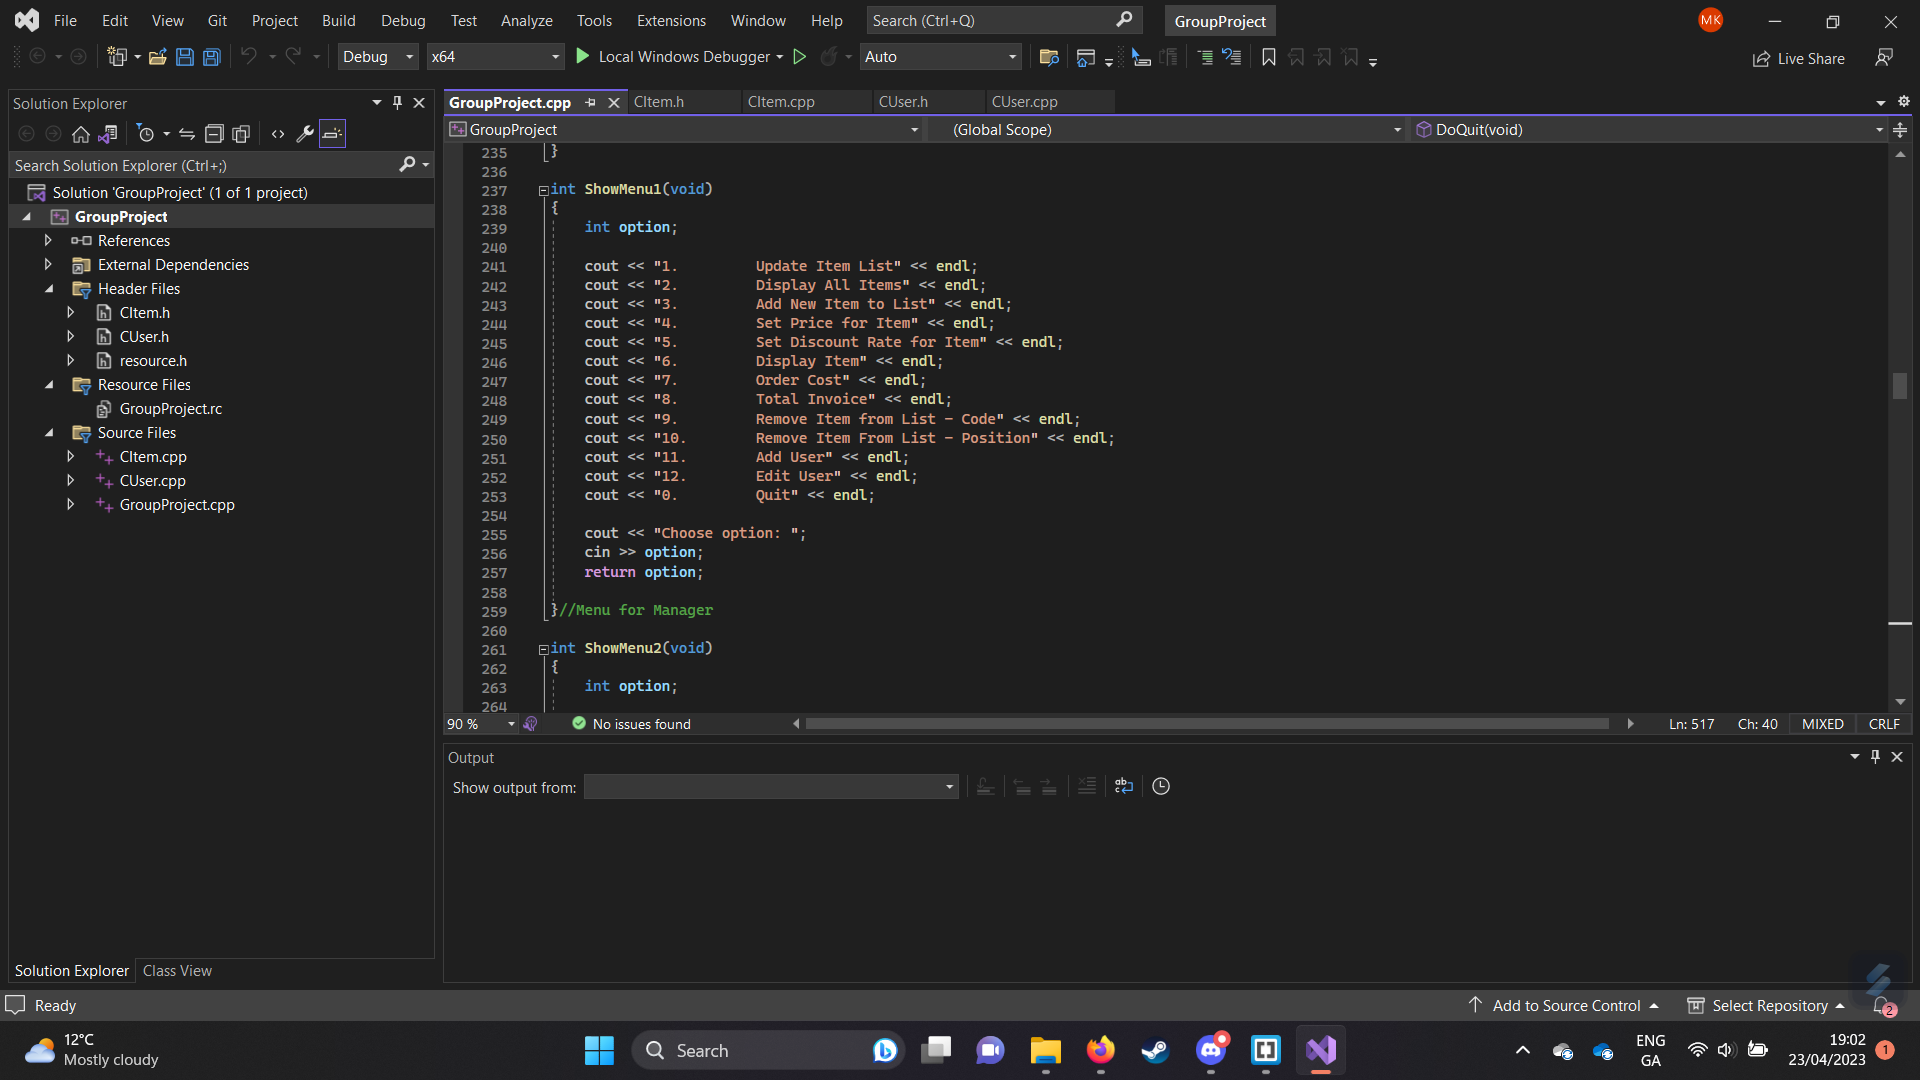 File Edit View Git Project Build Debug Test Analyze Tools Extensions Window Help Search (Ctrl+Q) GroupProject MK
Debug x64 Local Windows Debugger Auto Live Share
Solution Explorer
Search Solution Explorer (Ctrl+;)
Solution 'GroupProject' (1 of 1 project)
GroupProject
References
External Dependencies
Header Files
CItem.h
CUser.h
resource.h
Resource Files
GroupProject.rc
Source Files
CItem.cpp
CUser.cpp
GroupProject.cpp
Solution Explorer Class View
GroupProject.cpp CItem.h CItem.cpp CUser.h CUser.cpp
GroupProject (Global Scope) DoQuit(void)
235 }
236
237 int ShowMenu1(void)
238 {
239 int option;
240
241 cout << "1. Update Item List" << endl;
242 cout << "2. Display All Items" << endl;
243 cout << "3. Add New Item to List" << endl;
244 cout << "4. Set Price for Item" << endl;
245 cout << "5. Set Discount Rate for Item" << endl;
246 cout << "6. Display Item" << endl;
247 cout << "7. Order Cost" << endl;
248 cout << "8. Total Invoice" << endl;
249 cout << "9. Remove Item from List - Code" << endl;
250 cout << "10. Remove Item From List - Position" << endl;
251 cout << "11. Add User" << endl;
252 cout << "12. Edit User" << endl;
253 cout << "0. Quit" << endl;
254
255 cout << "Choose option: ";
256 cin >> option;
257 return option;
258
259 }//Menu for Manager
260
261 int ShowMenu2(void)
262 {
263 int option;
264
90 % No issues found Ln: 517 Ch: 40 MIXED CRLF
Output
Show output from:
Ready Add to Source Control Select Repository 2
12°C
Mostly cloudy
Search
ENG
GA
19:02
23/04/2023
1